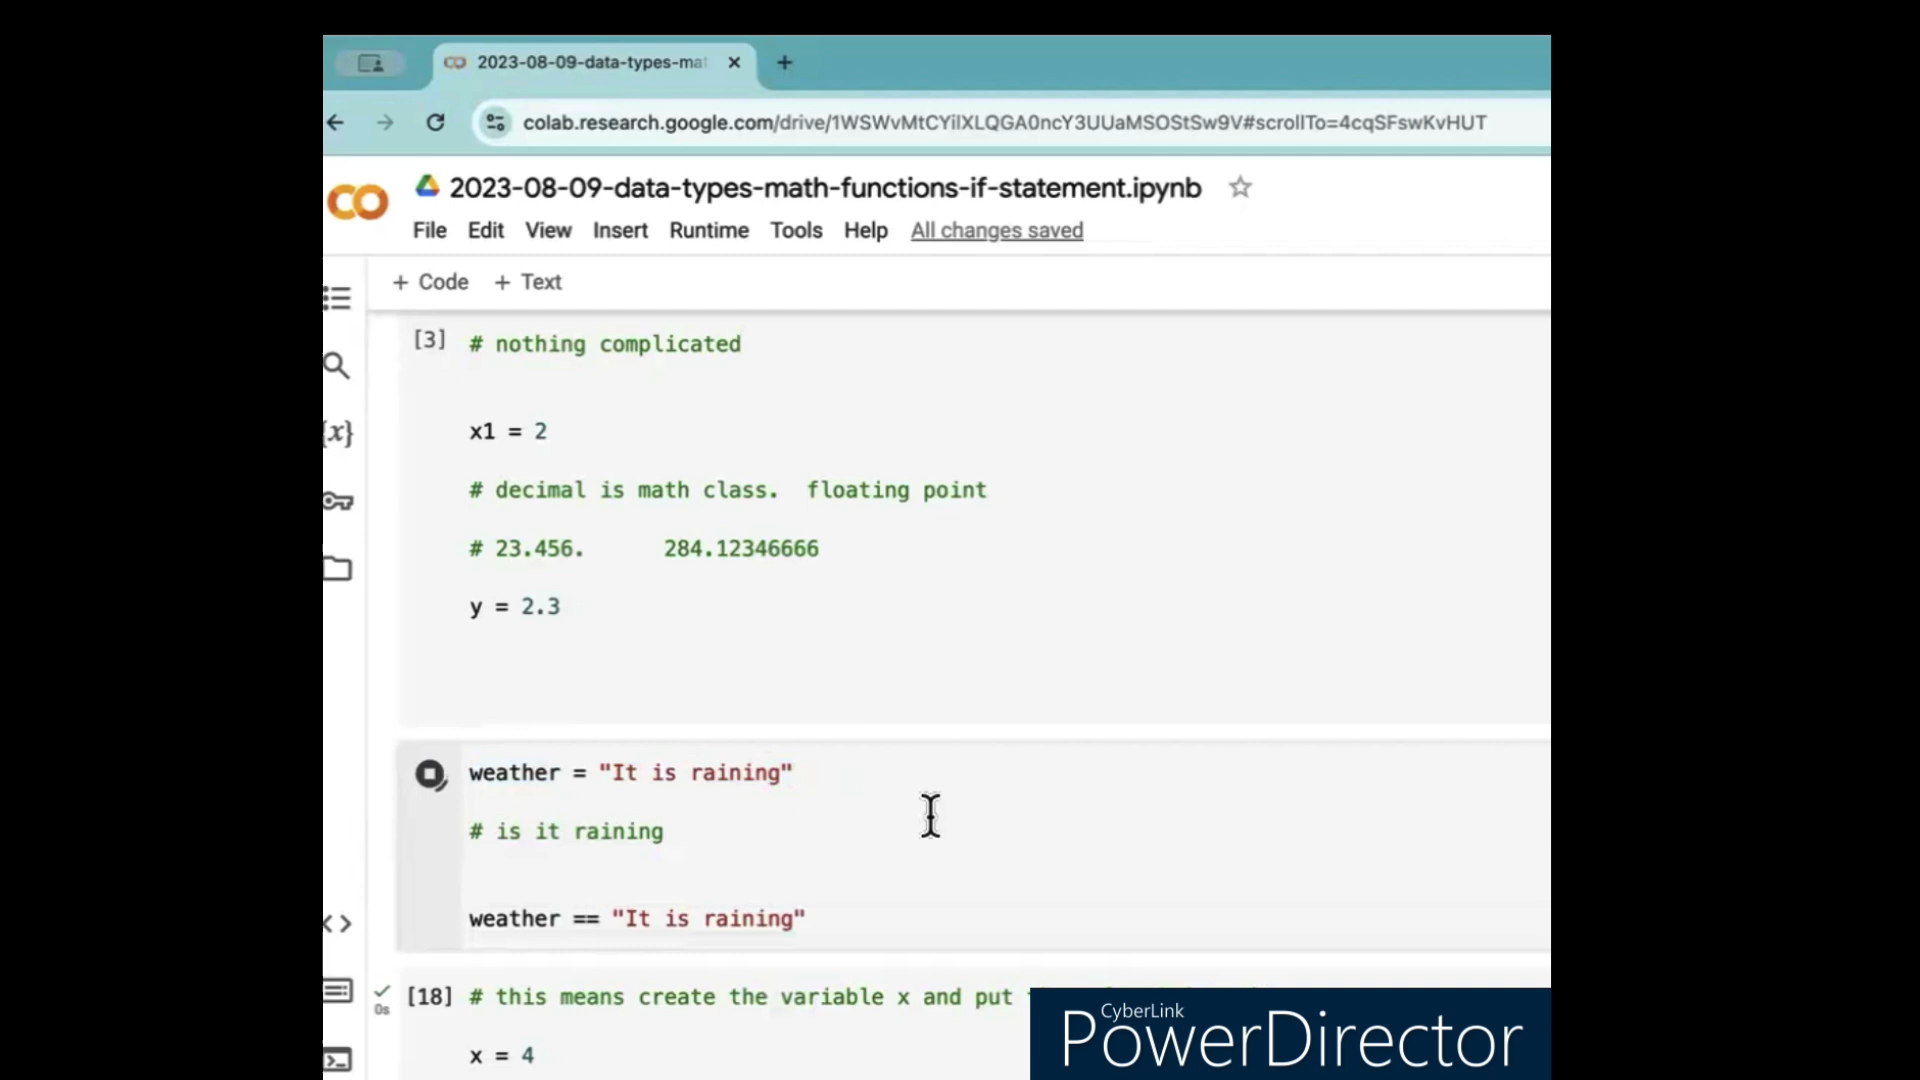 2023-08-09-data-types-ma
colab.research.google.com/drive/1WSWvMtCYilXLQGA0ncY3UUaMSOStSw9V#scrollTo=4cqSFswKvHUT
CO 2023-08-09-data-types-math-functions-if-statement.ipynb
File Edit View Insert Runtime Tools Help All changes saved
+ Code + Text
[3] # nothing complicated
x1 = 2
# decimal is math class.  floating point
# 23.456.      284.12346666
y = 2.3
weather = "It is raining"
# is it raining
weather == "It is raining"
[18] # this means create the variable x and put
0s
x = 4
CyberLink
PowerDirector